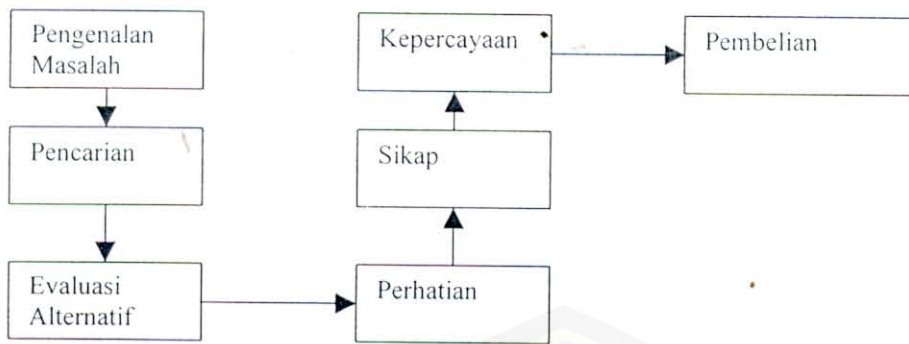 Pengenalan
Masalah
Pencarian
Evaluasi
Alternatif
Perhatian
Sikap
Kepercayaan
Pembelian